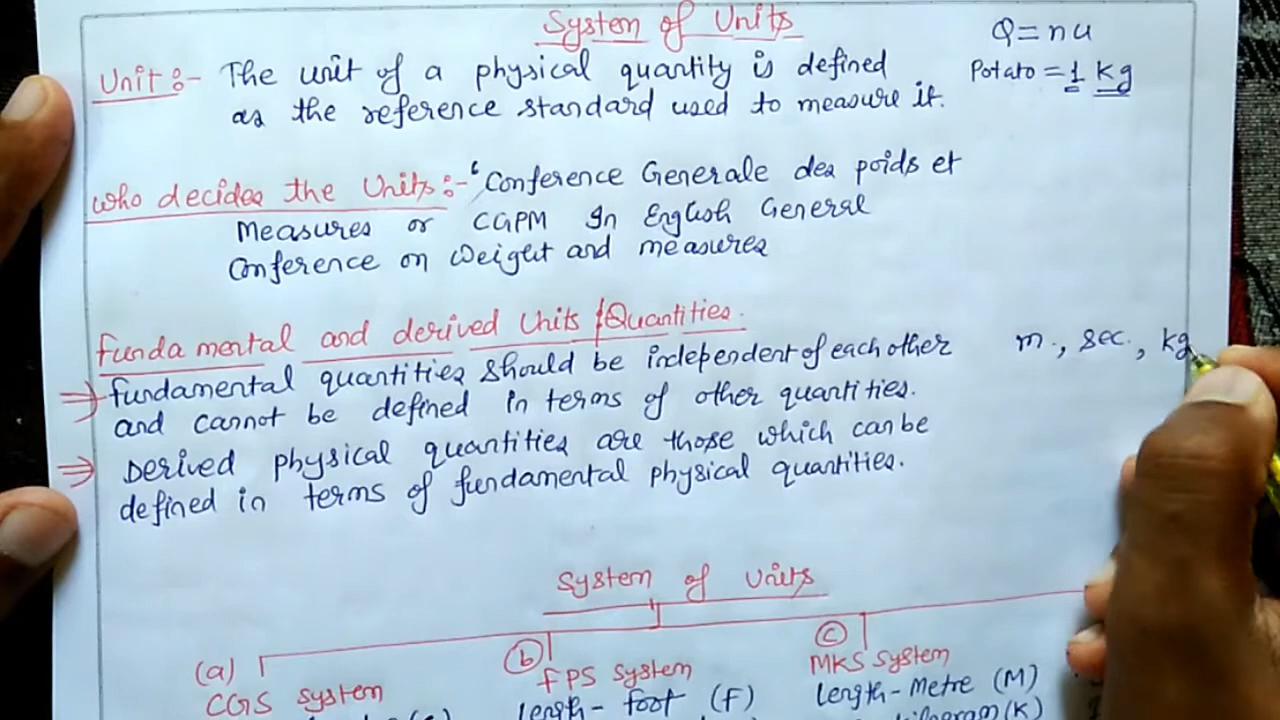 System of Units
Q = n u
Unit :- The unit of a physical quantity is defined
Potato = 1 kg
as the reference standard used to measure it.
who decides the Units :- ‘Conference Generale des poids et
Measures or CGPM In English General
Conference on Weight and measures
fundamental and derived Units / Quantities.
⇒ fundamental quantities should be independent of each other
m., sec., kg
and cannot be defined in terms of other quantities.
⇒ Derived physical quantities are those which can be
defined in terms of fundamental physical quantities.
System of Units
(a)
CGS system
(b)
FPS system
length - foot (F)
(c)
MKS system
Length - Metre (M)
(K)